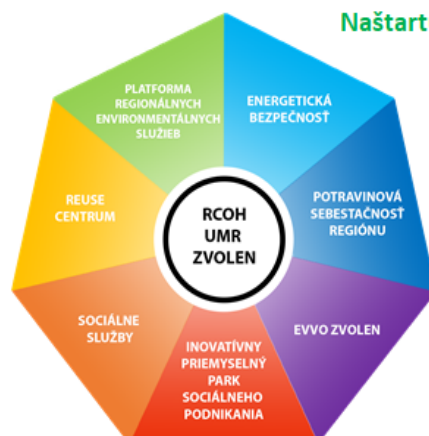 Naštart
PLATFORMA
REGIONÁLNYCH
ENVIRONMENTÁLNYCH
SLUŽIEB
ENERGETICKÁ
BEZPEČNOSŤ
POTRAVINOVÁ
SEBESTAČNOSŤ
REGIÓNU
EVVO ZVOLEN
INOVATÍVNY
PRIEMYSELNÝ
PARK
SOCIÁLNEHO
PODNIKANIA
SOCIÁLNE
SLUŽBY
REUSE
CENTRUM
RCOH
UMR
ZVOLEN